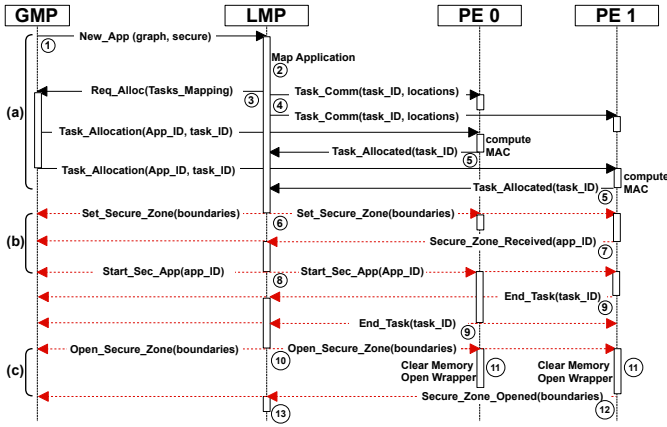 GMP LMP PE 0 PE 1
New_App (graph, secure)
1
Map Application
2
Req_Alloc(Tasks_Mapping)
3
Task_Comm(task_ID, locations)
4
Task_Comm(task_ID, locations)
(a)
Task_Allocation(App_ID, task_ID)
compute
MAC
Task_Allocated(task_ID)
5
Task_Allocation(App_ID, task_ID)
compute
MAC
Task_Allocated(task_ID)
5
Set_Secure_Zone(boundaries)
6
Set_Secure_Zone(boundaries)
(b)
Secure_Zone_Received(app_ID)
7
Start_Sec_App(app_ID)
8
Start_Sec_App(App_ID)
End_Task(task_ID)
9
End_Task(task_ID)
9
Open_Secure_Zone(boundaries)
10
Open_Secure_Zone(boundaries)
(c)
Clear Memory
Open Wrapper
11
Clear Memory
Open Wrapper
11
Secure_Zone_Opened(boundaries)
12
13